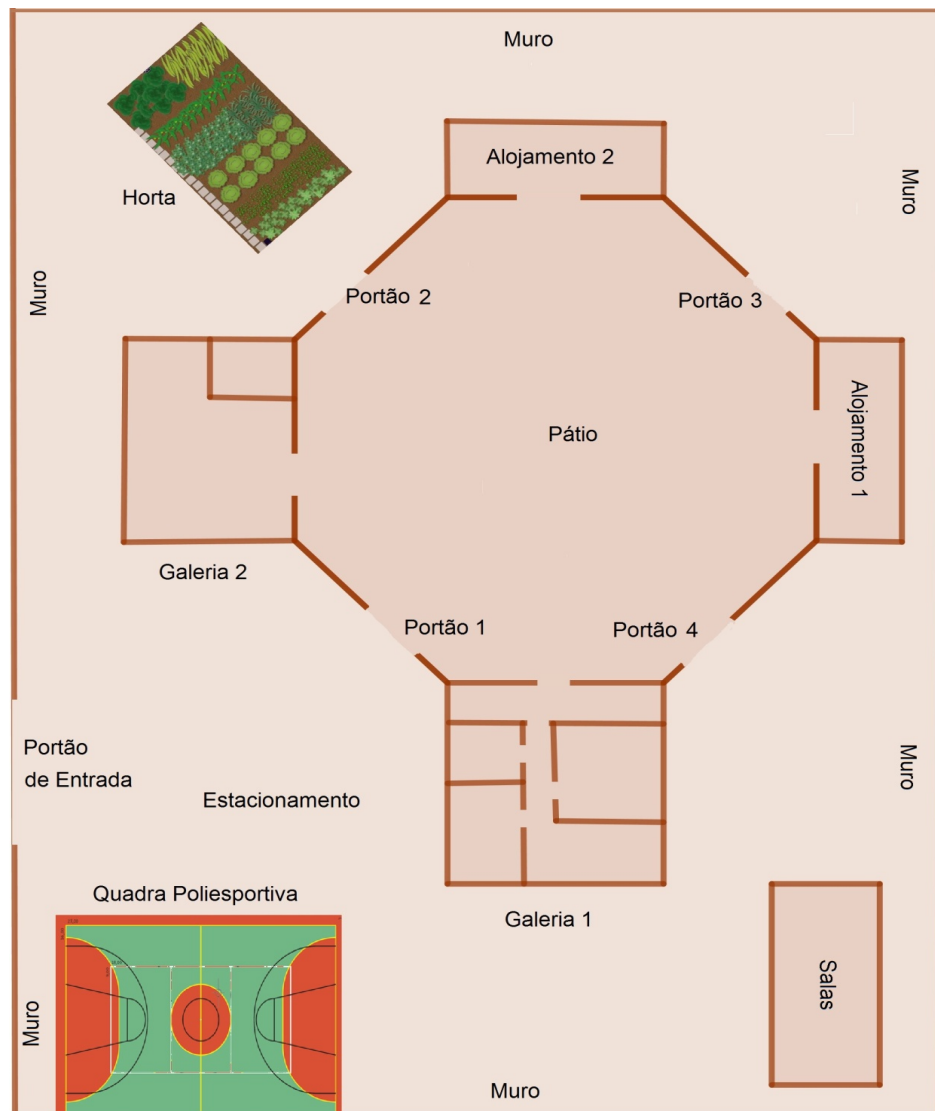 Muro
Alojamento 2
Horta
Muro
Muro
Portão 2
Portão 3
Alojamento 1
Pátio
Galeria 2
Portão 1
Portão 4
Portão
de Entrada
Muro
Estacionamento
Quadra Poliesportiva
Galeria 1
Salas
Muro
Muro